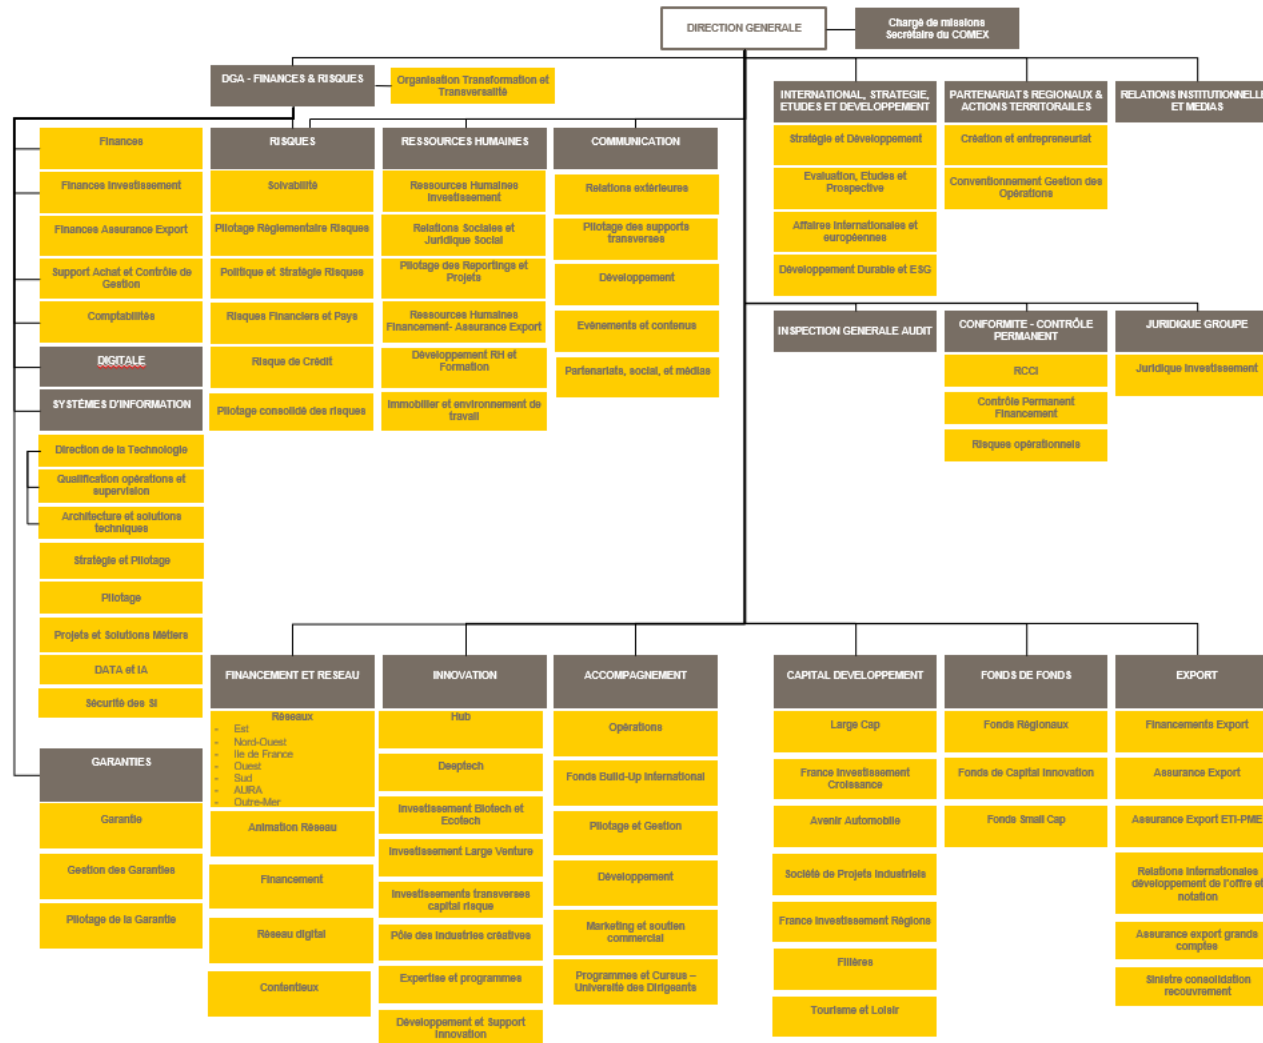 DIRECTION GENERALE
Chargé de missions
Secrétaire du COMEX
DGA - FINANCES & RISQUES
Organisation Transformation et
Transversalité
INTERNATIONAL, STRATEGIE,
ETUDES ET DEVELOPPEMENT
Stratégie et Développement
Evaluation, Etudes et
Prospective
Affaires Internationales et
européennes
Développement Durable et ESG
PARTENARIATS REGIONAUX &
ACTIONS TERRITORAILES
Création et entrepreneuriat
Conventionnement Gestion des
Opérations
RELATIONS INSTITUTIONNELLE
ET MEDIAS
Finances
Finances Investissement
Finances Assurance Export
Support Achat et Contrôle de
Gestion
Comptabilités
DIGITALE
SYSTÈMES D'INFORMATION
Direction de la Technologie
Qualification opérations et
supervision
Architecture et solutions
techniques
Stratégie et Pilotage
Pilotage
Projets et Solutions Métiers
DATA et IA
Sécurité des SI
GARANTIES
Garantie
Gestion des Garanties
Pilotage de la Garantie
RISQUES
Solvabilité
Pilotage Règlementaire Risques
Politique et Stratégie Risques
Risques Financiers et Pays
Risque de Crédit
Pilotage consolidé des risques
RESSOURCES HUMAINES
Ressources Humaines
Investissement
Relations Sociales et
Juridique Social
Pilotage des Reportings et
Projets
Ressources Humaines
Financement- Assurance Export
Développement RH et
Formation
Immobilier et environnement de
travail
COMMUNICATION
Relations extérieures
Pilotage des supports
transverses
Développement
Evènements et contenus
Partenariats, social, et médias
INSPECTION GENERALE AUDIT
CONFORMITE - CONTRÔLE
PERMANENT
RCCI
Contrôle Permanent
Financement
Risques opérationnels
JURIDIQUE GROUPE
Juridique Investissement
FINANCEMENT ET RESEAU
Réseaux
- Est
- Nord-Ouest
- Ile de France
- Ouest
- Sud
- AURA
- Outre-Mer
Animation Réseau
Financement
Réseau digital
Contentieux
INNOVATION
Hub
Deeptech
Investissement Biotech et
Ecotech
Investissement Large Venture
Investissements transverses
capital risque
Pôle des industries créatives
Expertise et programmes
Développement et Support
Innovation
ACCOMPAGNEMENT
Opérations
Fonds Build-Up International
Pilotage et Gestion
Développement
Marketing et soutien
commercial
Programmes et Cursus –
Université des Dirigeants
CAPITAL DEVELOPPEMENT
Large Cap
France Investissement
Croissance
Avenir Automobile
Société de Projets Industriels
France Investissement Régions
Filières
Tourisme et Loisir
FONDS DE FONDS
Fonds Régionaux
Fonds de Capital Innovation
Fonds Small Cap
EXPORT
Financements Export
Assurance Export
Assurance Export ETI-PME
Relations Internationales
développement de l'offre et
notation
Assurance export grands
comptes
Sinistre consolidation
recouvrement